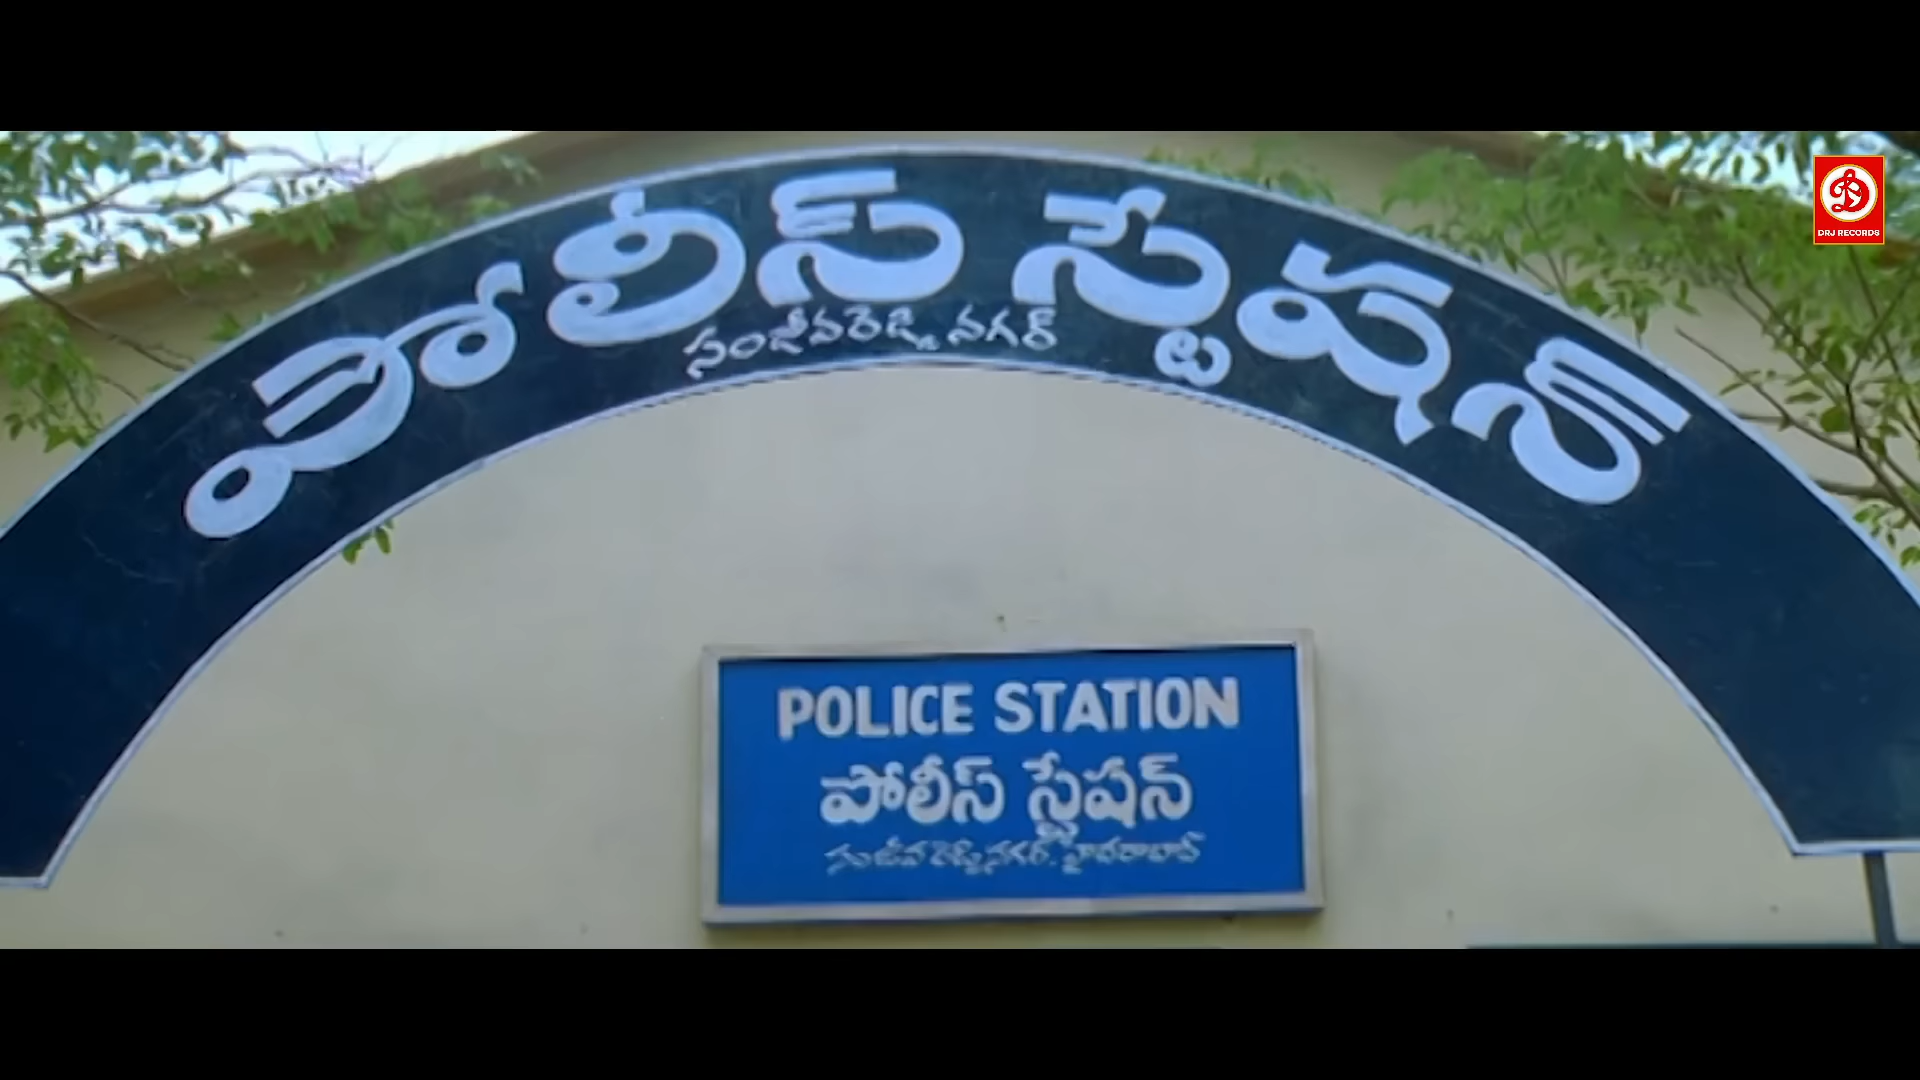 పోలీస్ స్టేషన్
సంజీవరెడ్డి నగర్
POLICE STATION
పోలీస్ స్టేషన్
సంజీవరెడ్డినగర్, హైదరాబాద్
DRJ RECORDS